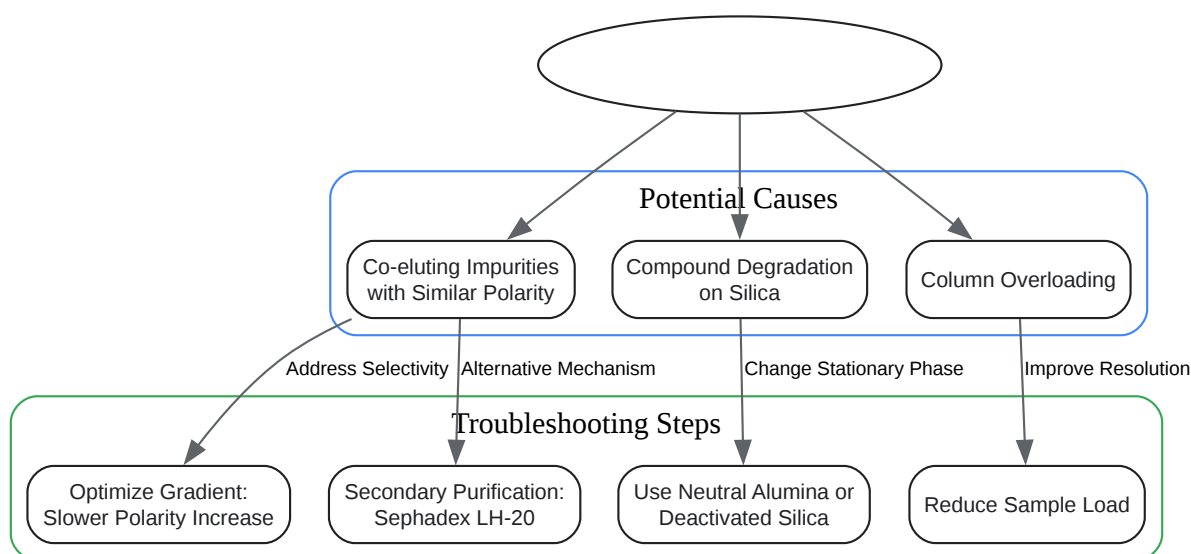 Potential Causes
Co-eluting Impurities
with Similar Polarity
Compound Degradation
on Silica
Column Overloading
Address Selectivity
Alternative Mechanism
Change Stationary Phase
Improve Resolution
Troubleshooting Steps
Optimize Gradient:
Slower Polarity Increase
Secondary Purification:
Sephadex LH-20
Use Neutral Alumina or
Deactivated Silica
Reduce Sample Load